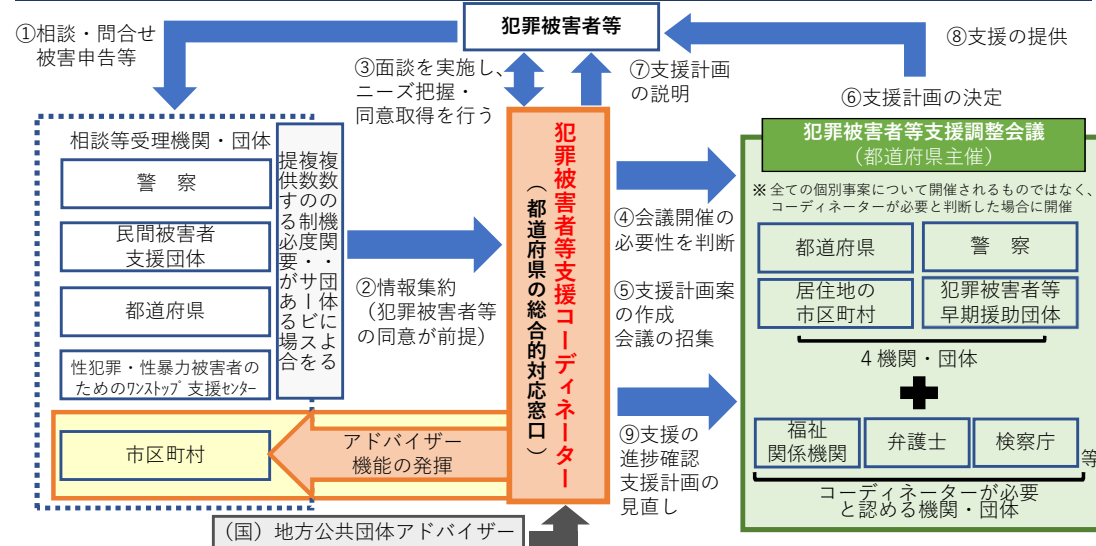 犯罪被害者等
①相談・問合せ
被害申告等
③面談を実施し、
ニーズ把握・
同意取得を行う
⑦支援計画
の説明
⑧支援の提供
⑥支援計画の決定
相談等受理機関・団体
警　察
民間被害者
支援団体
都道府県
性犯罪・性暴力被害者の
ためのﾜﾝｽﾄｯﾌﾟ支援ｾﾝﾀｰ
市区町村
複数の機関・団体による
複数の制度・サービスを
提供する必要がある場合
②情報集約
（犯罪被害者等
の同意が前提）
アドバイザー
機能の発揮
犯罪被害者等支援コーディネーター
（都道府県の総合的対応窓口）
（国）地方公共団体アドバイザー
④会議開催の
必要性を判断
⑤支援計画案
の作成
会議の招集
⑨支援の
進捗確認
支援計画の
見直し
犯罪被害者等支援調整会議
（都道府県主催）
※全ての個別事案について開催されるものではなく、
コーディネーターが必要と判断した場合に開催
都道府県
警　察
居住地の
市区町村
犯罪被害者等
早期援助団体
４機関・団体
福祉
関係機関
弁護士
検察庁
等
コーディネーターが必要
と認める機関・団体